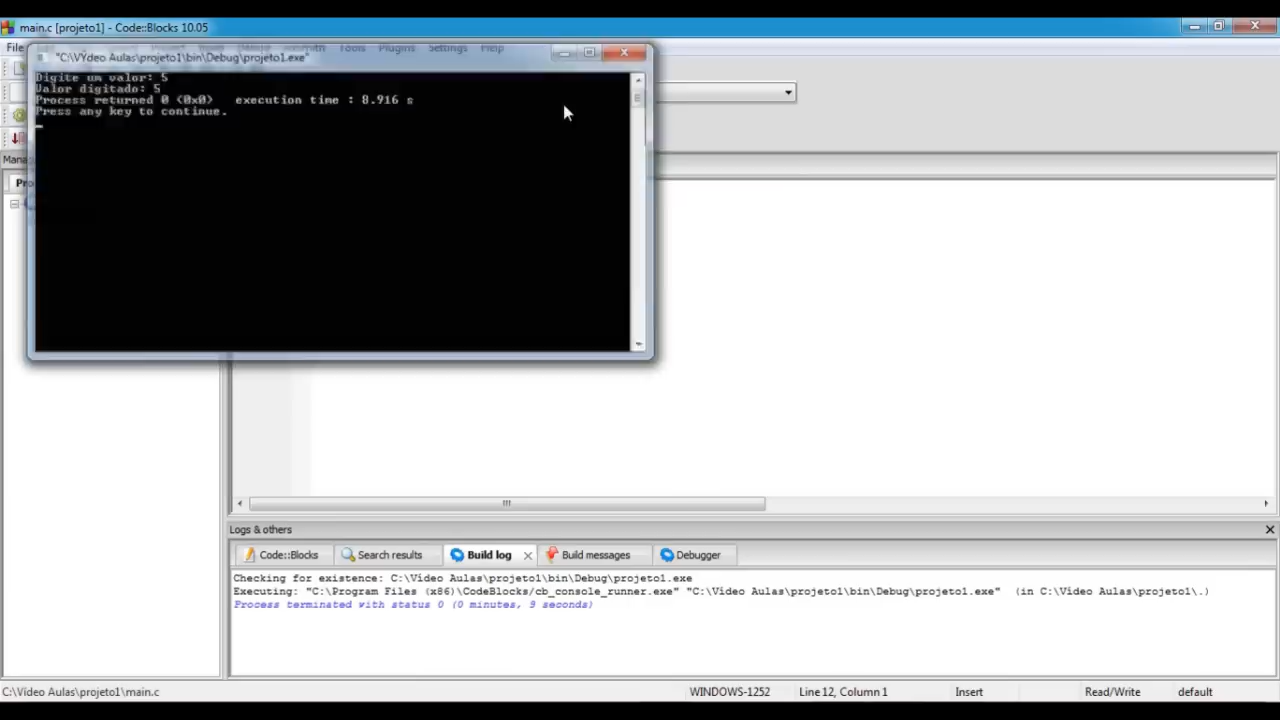 main.c [projeto1] - Code::Blocks 10.05
File
Tools Plugins Settings Help
"C:\Výdeo Aulas\projeto1\bin\Debug\projeto1.exe"
Digite um valor: 5
Valor digitado: 5
Process returned 0 (0x0)   execution time : 8.916 s
Press any key to continue.
Mana
Pro
Logs & others
Code::Blocks
Search results
Build log
Build messages
Debugger
Checking for existence: C:\Vídeo Aulas\projeto1\bin\Debug\projeto1.exe
Executing: "C:\Program Files (x86)\CodeBlocks/cb_console_runner.exe" "C:\Vídeo Aulas\projeto1\bin\Debug\projeto1.exe"  (in C:\Vídeo Aulas\projeto1\.)
Process terminated with status 0 (0 minutes, 9 seconds)
C:\Vídeo Aulas\projeto1\main.c
WINDOWS-1252
Line 12, Column 1
Insert
Read/Write
default